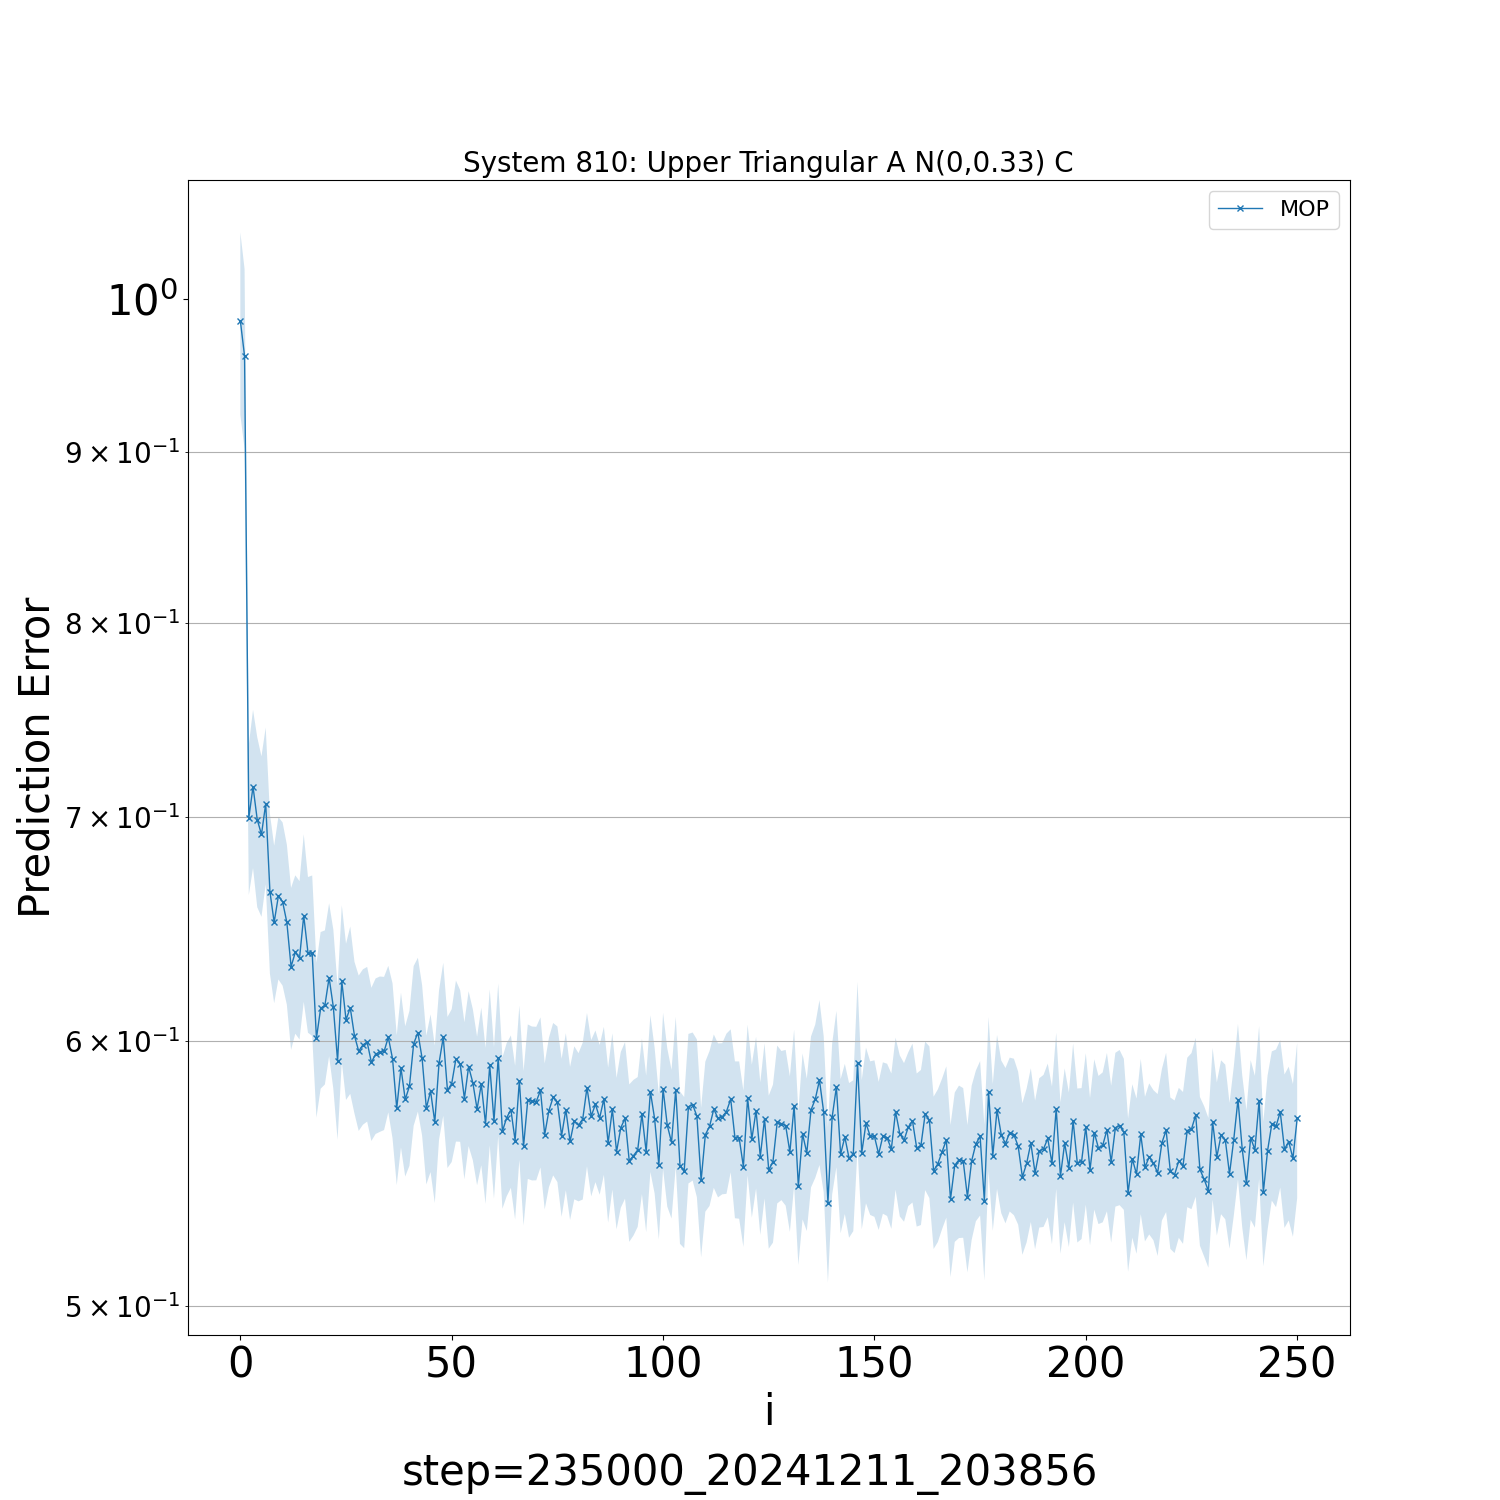 System 810: Upper Triangular A N(0,0.33) C
MOP
10⁰
9 × 10⁻¹
8 × 10⁻¹
7 × 10⁻¹
6 × 10⁻¹
5 × 10⁻¹
Prediction Error
0 50 100 150 200 250
i
step=235000_20241211_203856